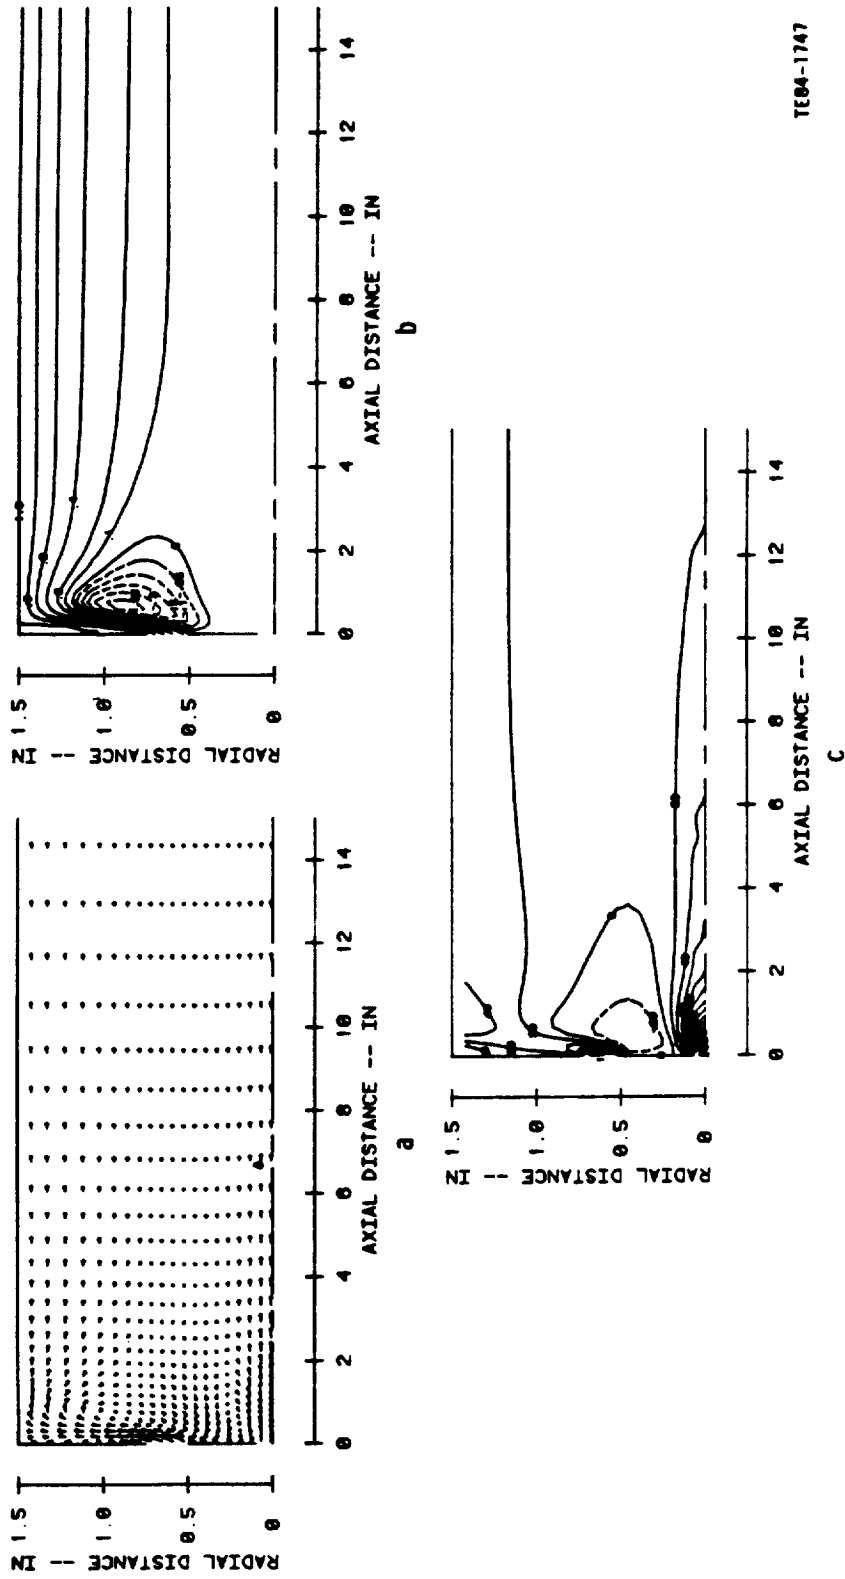 1.5
1.0
0.5
0
RADIAL DISTANCE -- IN
0 2 4 6 8 10 12 14
AXIAL DISTANCE -- IN
a
1.5
1.0
0.5
0
RADIAL DISTANCE -- IN
0 2 4 6 8 10 12 14
AXIAL DISTANCE -- IN
b
1.5
1.0
0.5
0
RADIAL DISTANCE -- IN
0 2 4 6 8 10 12 14
AXIAL DISTANCE -- IN
c
TE84-1747